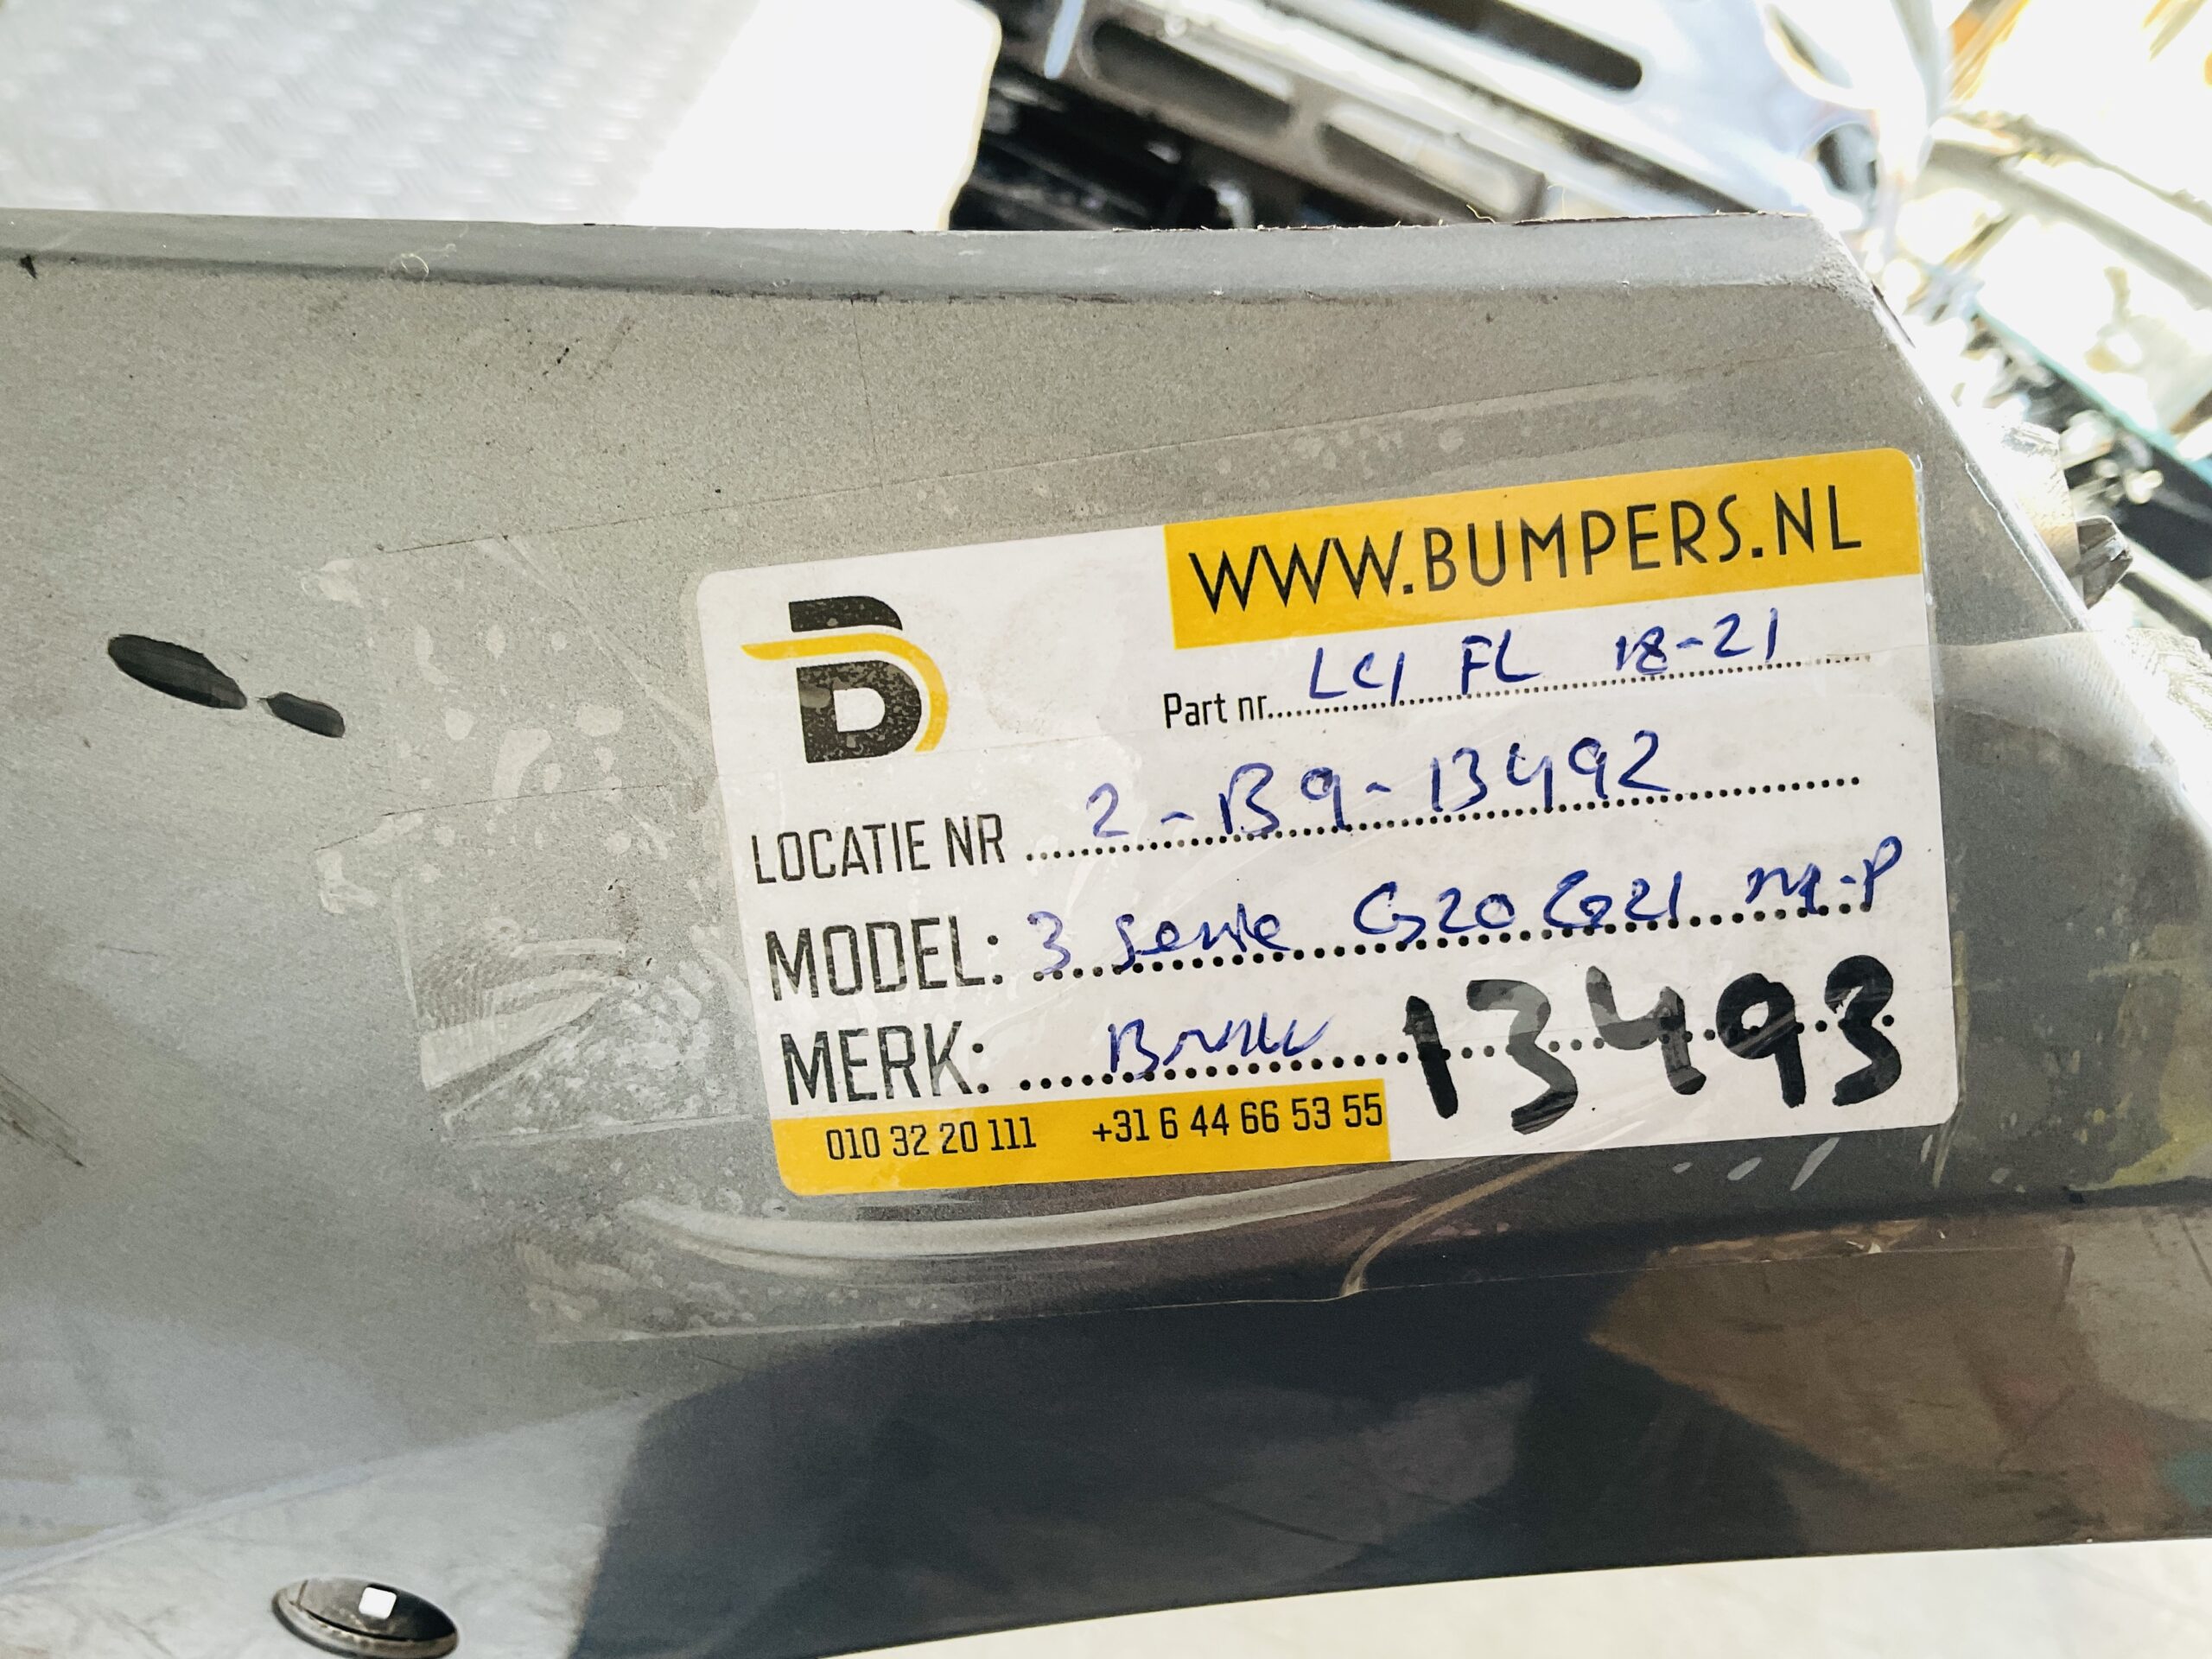 WWW.BUMPERS.NL
B
Part nr. LCI FL 18-21
LOCATIE NR 2-B9-13492
MODEL: 3 Serie G20 G21 M-P
MERK: BMW 13493
010 32 20 111 +31 6 44 66 53 55